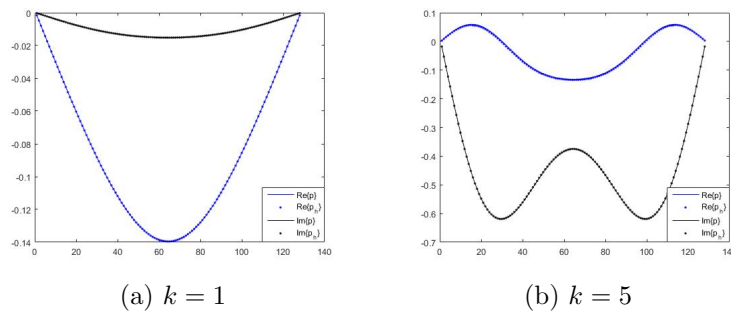 0
-0.02
-0.04
-0.06
-0.08
-0.1
-0.12
-0.14
0 20 40 60 80 100 120 140
Re{p}
Re{p_h}
Im{p}
Im{p_h}
(a) k = 1
0.1
0
-0.1
-0.2
-0.3
-0.4
-0.5
-0.6
-0.7
0 20 40 60 80 100 120 140
Re{p}
Re{p_h}
Im{p}
Im{p_h}
(b) k = 5